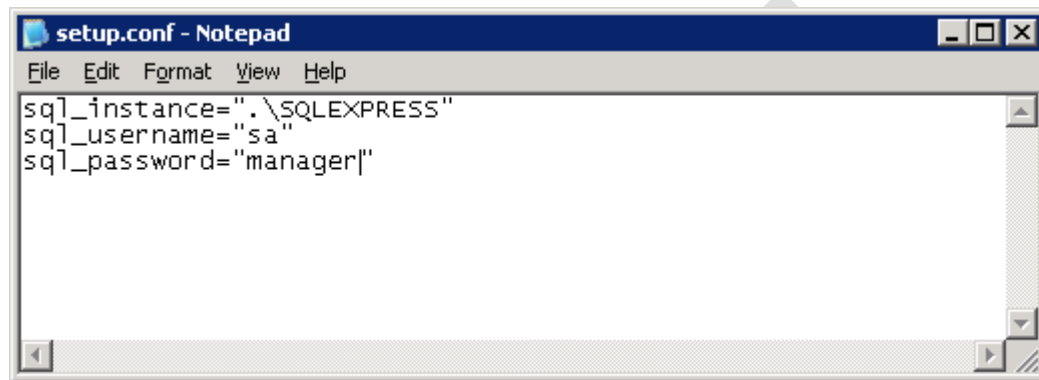 setup.conf - Notepad
File Edit Format View Help
sql_instance=".\SQLEXPRESS"
sql_username="sa"
sql_password="manager"